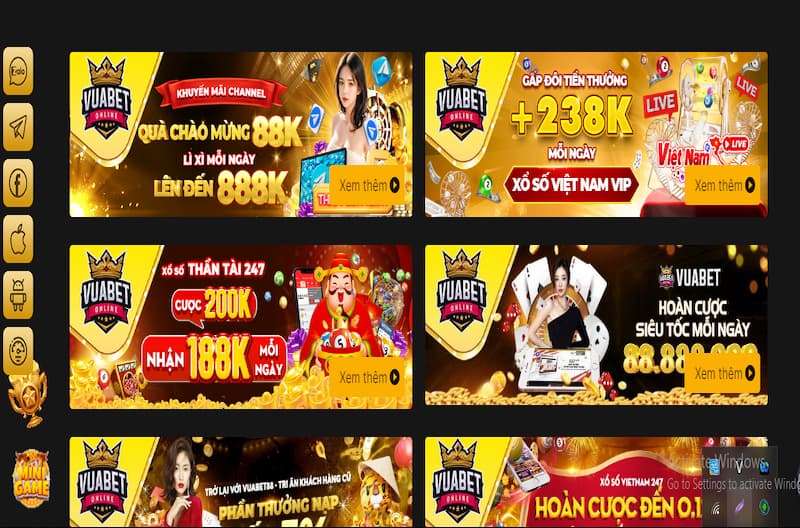 Zalo
VUABET
ONLINE
KHUYẾN MÃI CHANNEL
QUÀ CHÀO MỪNG 88K
LÌ XÌ MỖI NGÀY
LÊN ĐẾN 888K
Xem thêm
VUABET
ONLINE
GẤP ĐÔI TIỀN THƯỞNG
+238K
MỖI NGÀY
XỔ SỐ VIỆT NAM VIP
LIVE
LIVE
LIVE
Việt Nam
Xem thêm
VUABET
ONLINE
XỔ SỐ THẦN TÀI 247
CƯỢC 200K
NHẬN 188K MỖI
NGÀY
Xem thêm
VUABET
ONLINE
VUABET
HOÀN CƯỢC
SIÊU TỐC MỖI NGÀY
Xem thêm
MINI
GAME
VUABET
ONLINE
TRỞ LẠI VỚI VUABET88 - TRI ÂN KHÁCH HÀNG CŨ
PHẦN THƯỞNG NẠP
VUABET
ONLINE
XỔ SỐ VIETNAM 247
HOÀN CƯỢC ĐẾN 0.1
Activate Windows
Go to Settings to activate Windo